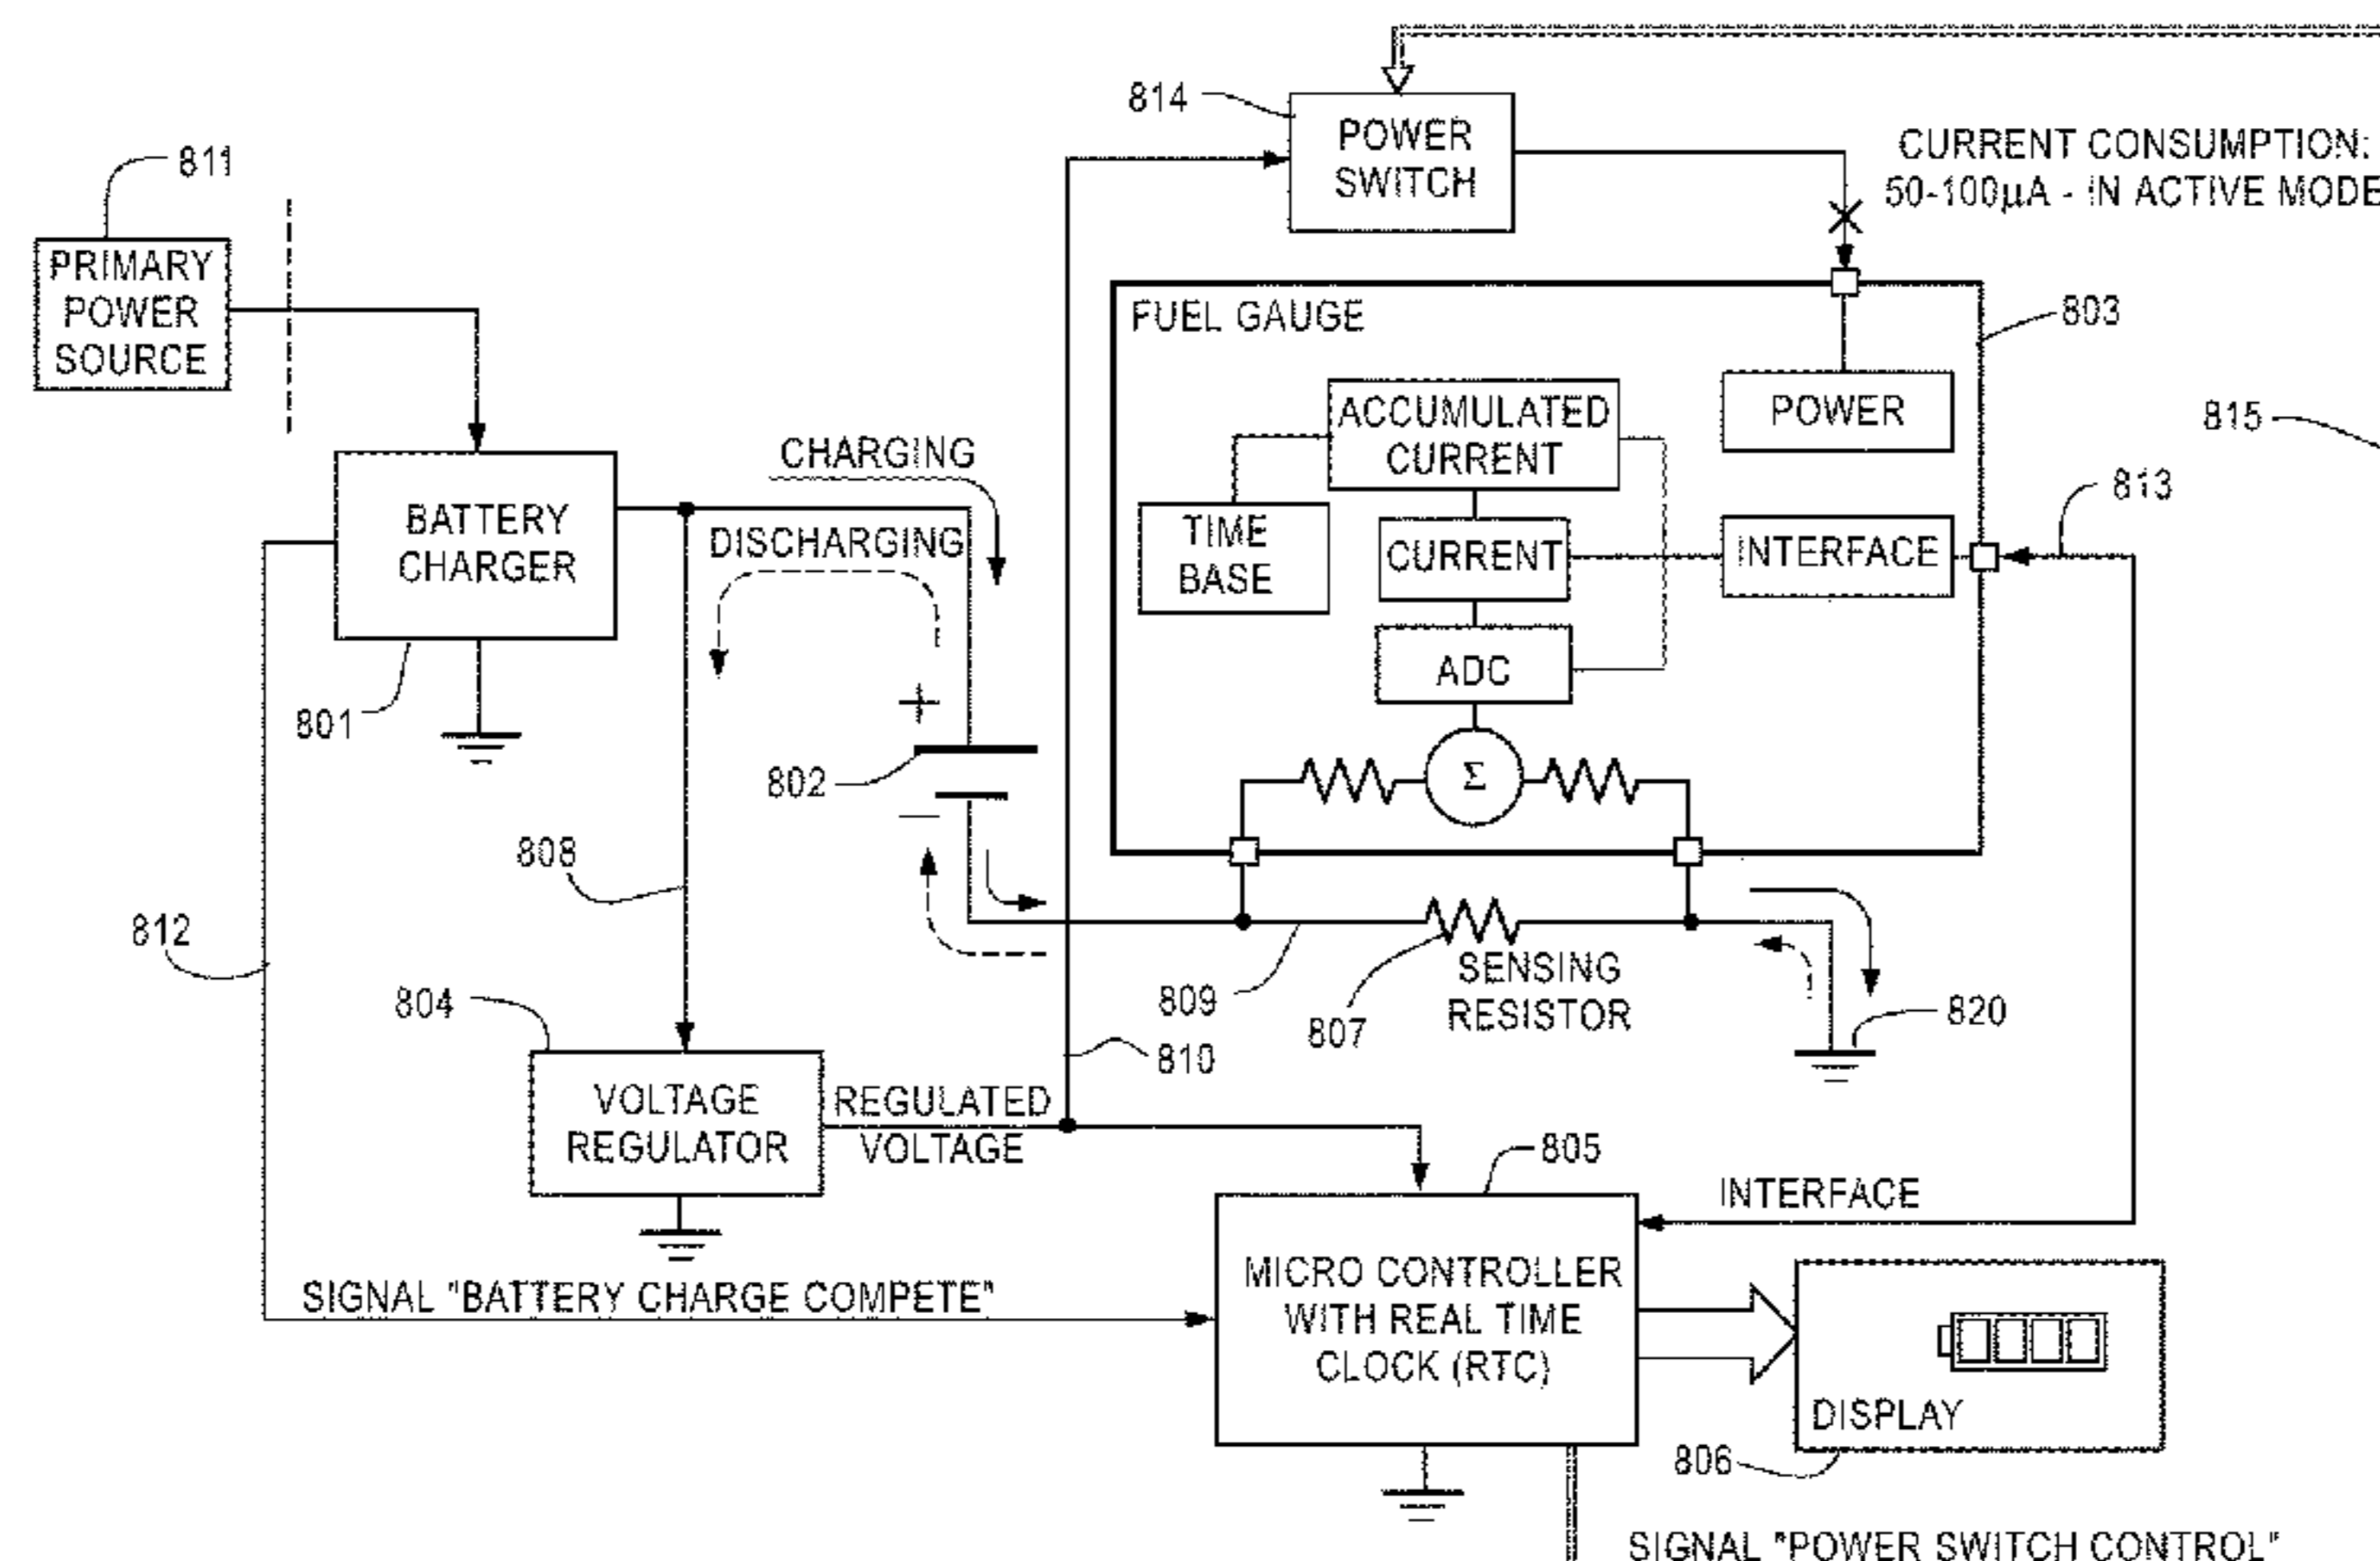 814
POWER
SWITCH
CURRENT CONSUMPTION:
50-100µA - IN ACTIVE MODE
811
PRIMARY
POWER
SOURCE
FUEL GAUGE
803
ACCUMULATED
CURRENT
POWER
815
CHARGING
813
BATTERY
CHARGER
DISCHARGING
TIME
BASE
CURRENT
INTERFACE
ADC
801
+
802
Σ
—
808
812
804
809
SENSING
RESISTOR
807
820
810
VOLTAGE
REGULATOR
REGULATED
VOLTAGE
805
INTERFACE
SIGNAL "BATTERY CHARGE COMPETE"
MICRO CONTROLLER
WITH REAL TIME
CLOCK (RTC)
DISPLAY
806
SIGNAL "POWER SWITCH CONTROL"